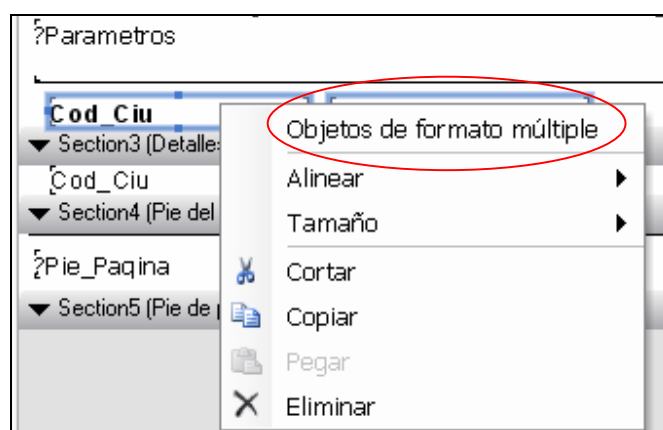 ?Parametros
Cod_Ciu
Objetos de formato múltiple
Section3 (Detalle
Alinear
Cod_Ciu
Section4 (Pie del
Tamaño
?Pie_Pagina
Cortar
Section5 (Pie de
Copiar
Pegar
Eliminar